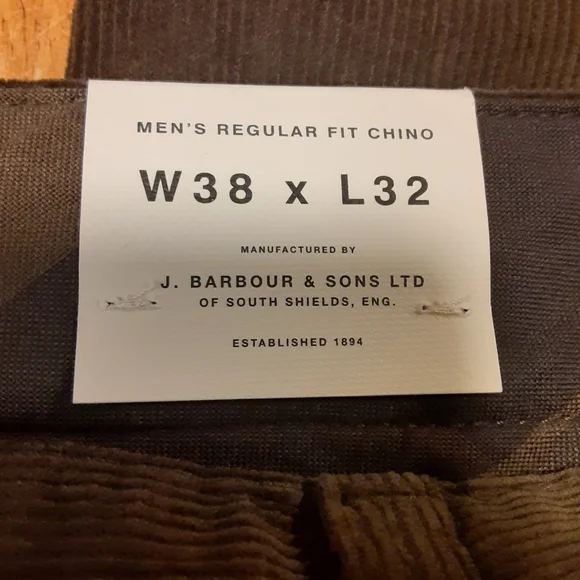 MEN'S REGULAR FIT CHINO
W38 x L32
MANUFACTURED BY
J. BARBOUR & SONS LTD
OF SOUTH SHIELDS, ENG.
ESTABLISHED 1894